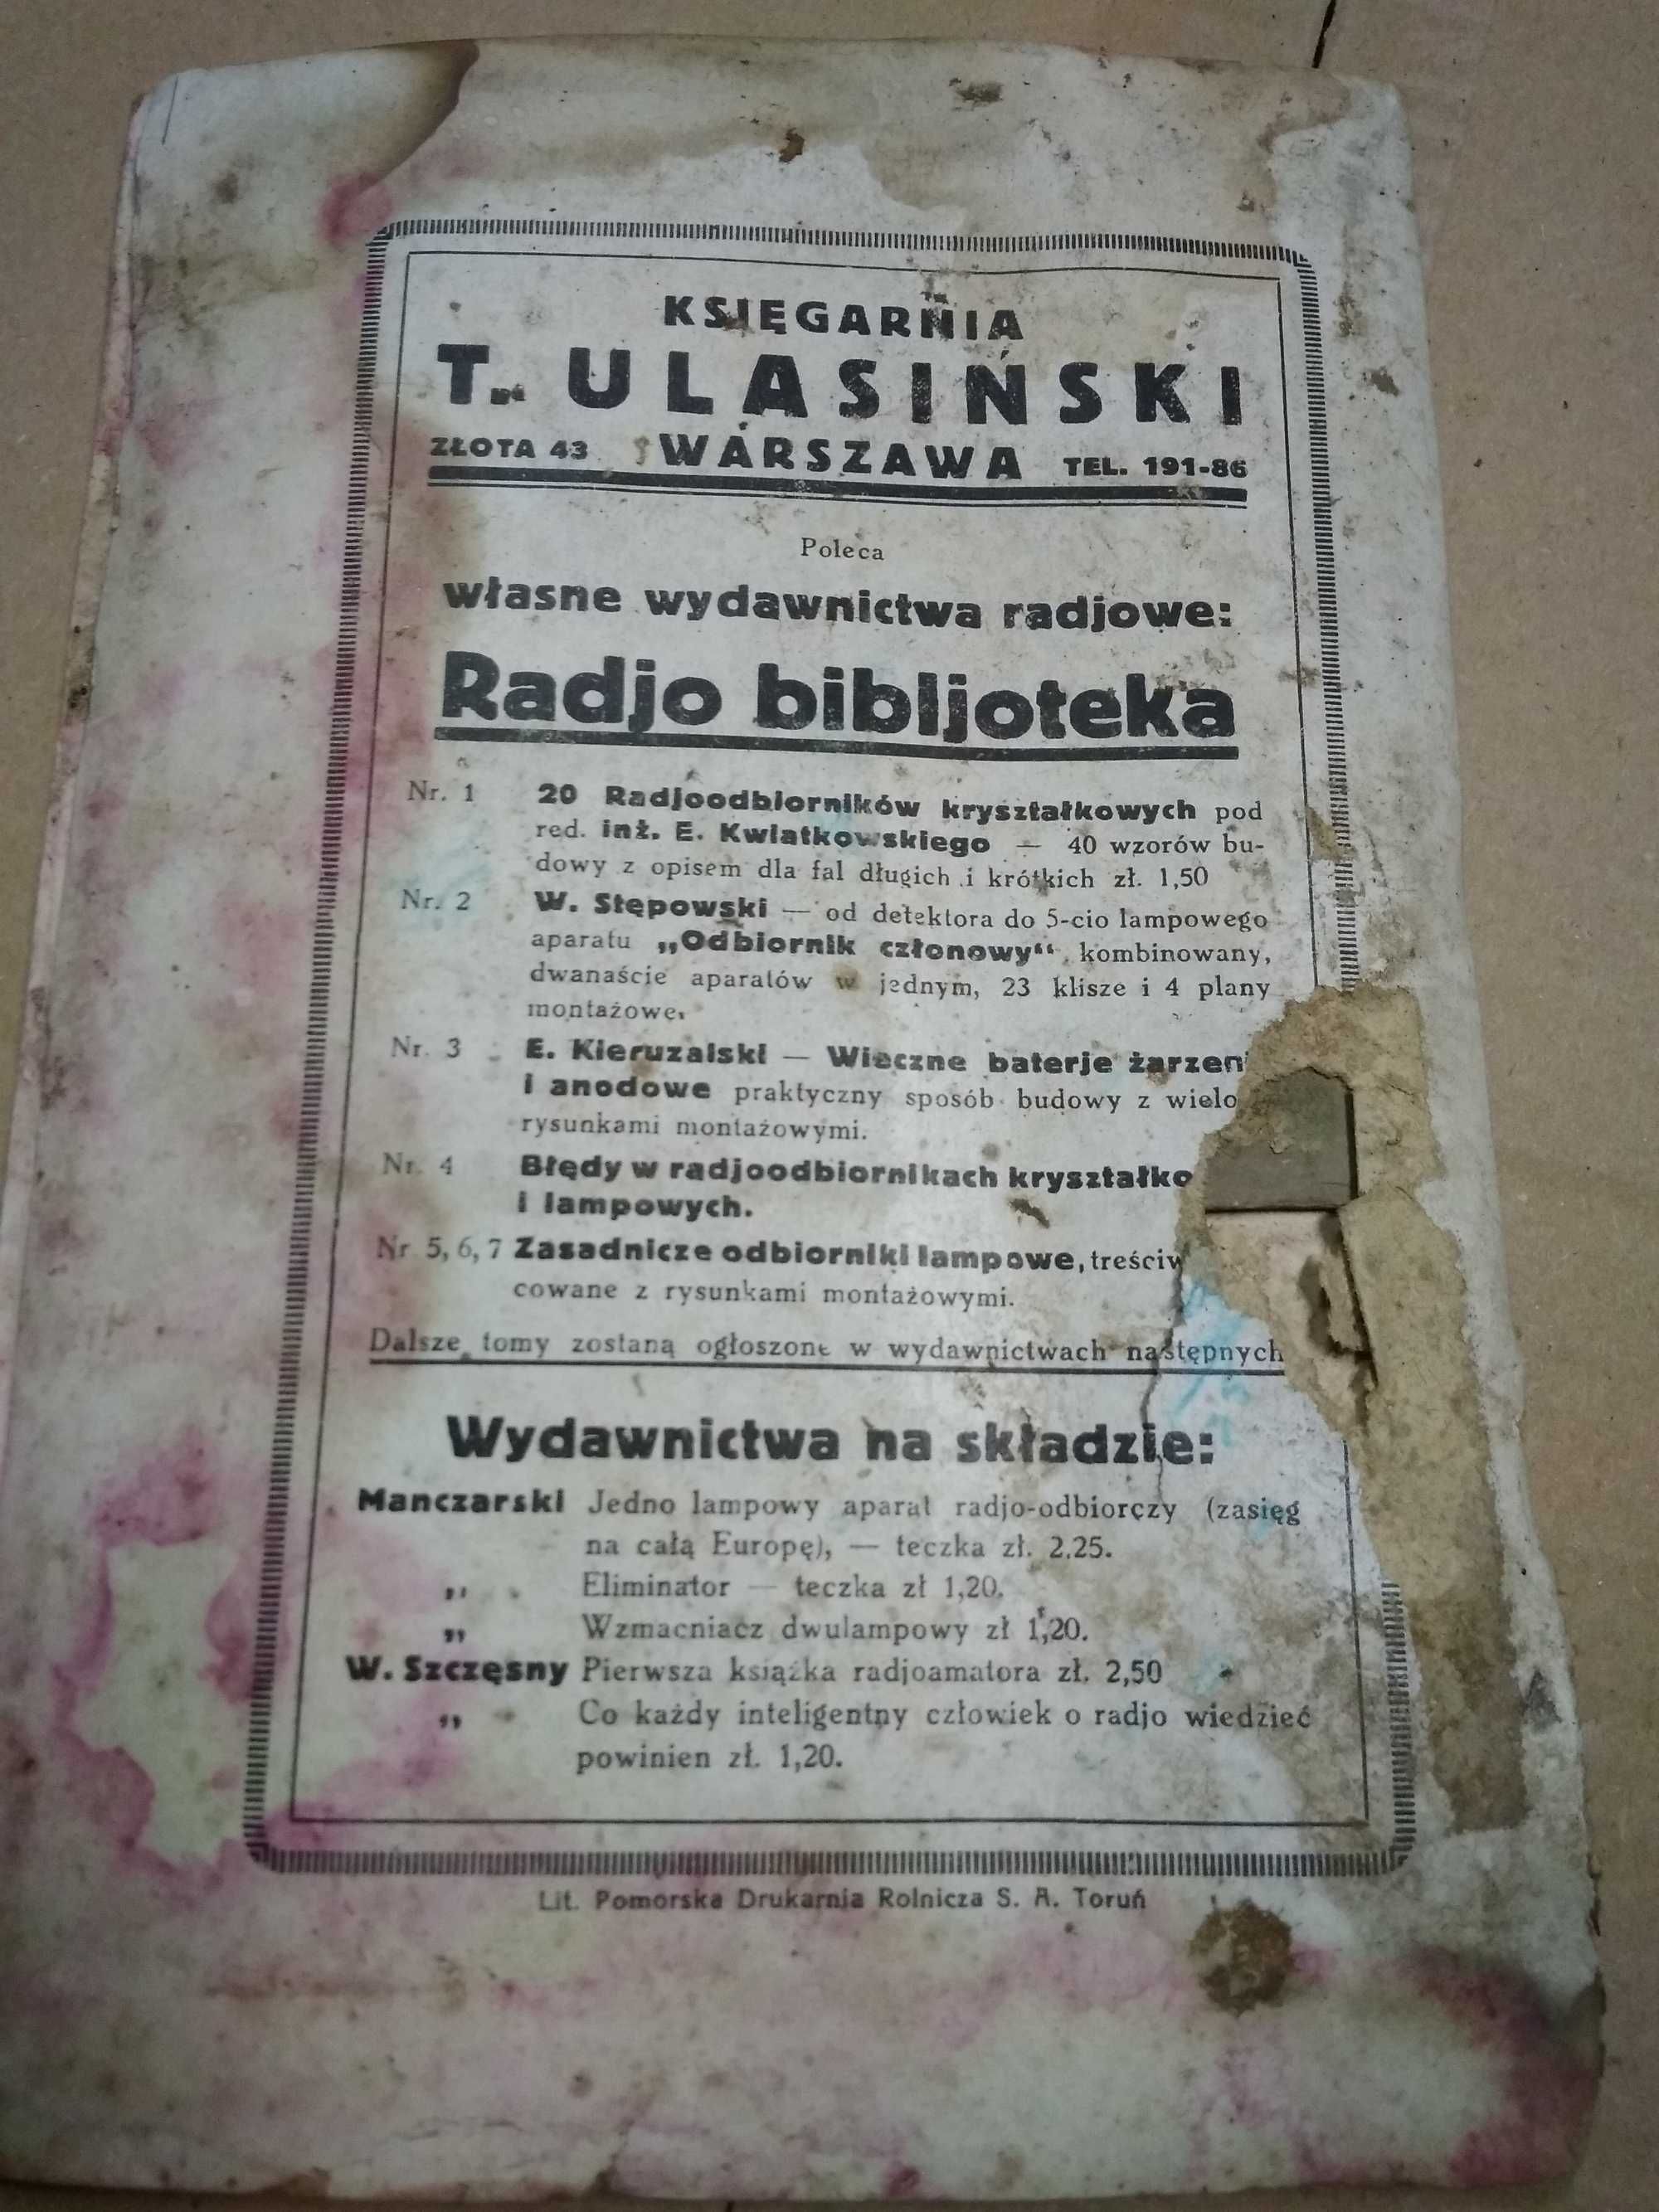 KSIĘGARNIA
T. ULASIŃSKI
ZŁOTA 43 WARSZAWA TEL. 191-86
Poleca
własne wydawnictwa radjowe:
Radjo bibljoteka
Nr. 1 20 Radjoodbiorników kryształkowych pod
red. inż. E. Kwiatkowskiego — 40 wzorów bu-
dowy z opisem dla fal długich i krótkich zł. 1,50
Nr. 2 W. Stępowski — od detektora do 5-cio lampowego
aparatu „Odbiornik członowy“ kombinowany,
dwanaście aparatów w jednym, 23 klisze i 4 plany
montażowe.
Nr. 3 E. Kieruzalski — Wieczne baterje
i anodowe praktyczny sposób budowy z
rysunkami montażowymi.
Nr. 4 Błędy w radjoodbiornikach
i lampowych.
Nr 5, 6, 7 Zasadnicze odbiorniki lampowe,
cowane z rysunkami montażowymi.
Dalsze tomy zostaną ogłoszone w wydawnictwach następnych
Wydawnictwa na składzie:
Manczarski Jedno lampowy aparat radjo-odbiorczy (zasięg
na całą Europę), — teczka zł. 2.25.
„ Eliminator — teczka zł 1,20.
„ Wzmacniacz dwulampowy zł 1,20.
W. Szczęsny Pierwsza książka radjoamatora zł. 2,50
„ Co każdy inteligentny człowiek o radjo wiedzieć
powinien zł. 1,20.
Lit. Pomorska Drukarnia Rolnicza S. A. Toruń